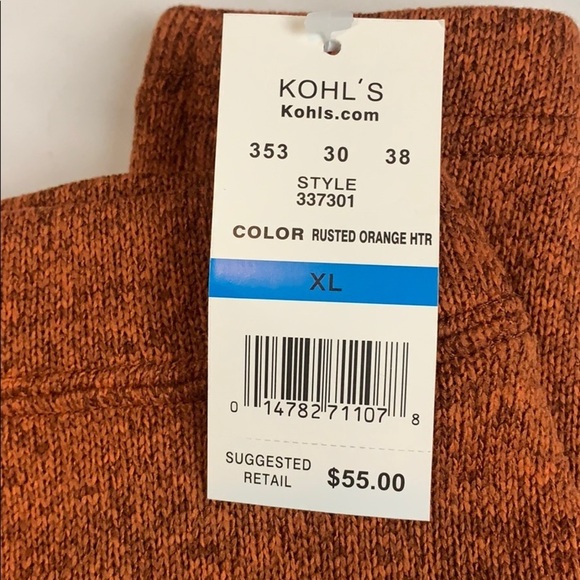 KOHL'S
Kohls.com
353 30 38
STYLE
337301
COLOR RUSTED ORANGE HTR
XL
0 14782 71107 8
SUGGESTED
RETAIL $55.00